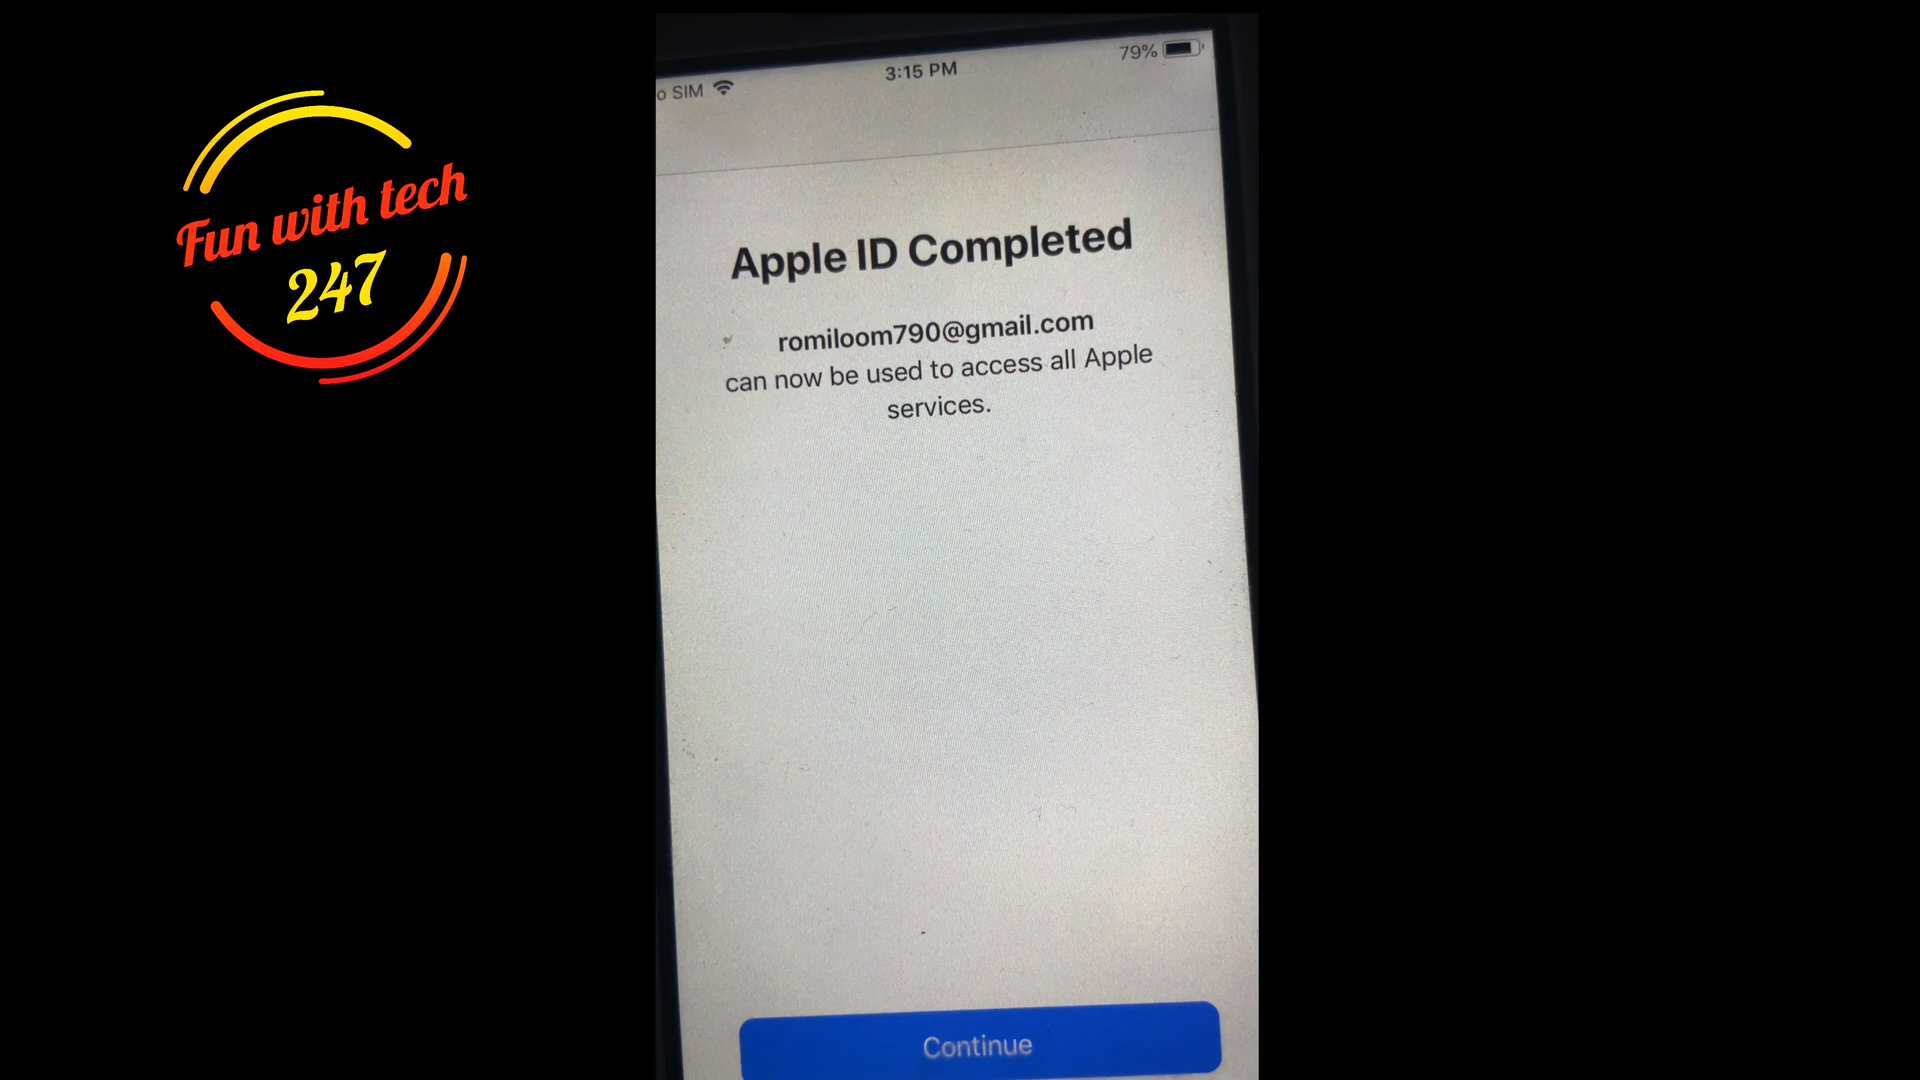 Fun with tech
247
o SIM
3:15 PM
79%
Apple ID Completed
romiloom790@gmail.com
can now be used to access all Apple
services.
Continue